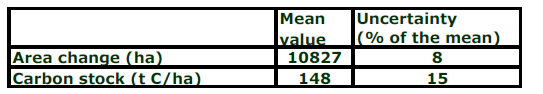 Mean value Uncertainty (% of the mean)
Area change (ha) 10827 8
Carbon stock (t C/ha) 148 15